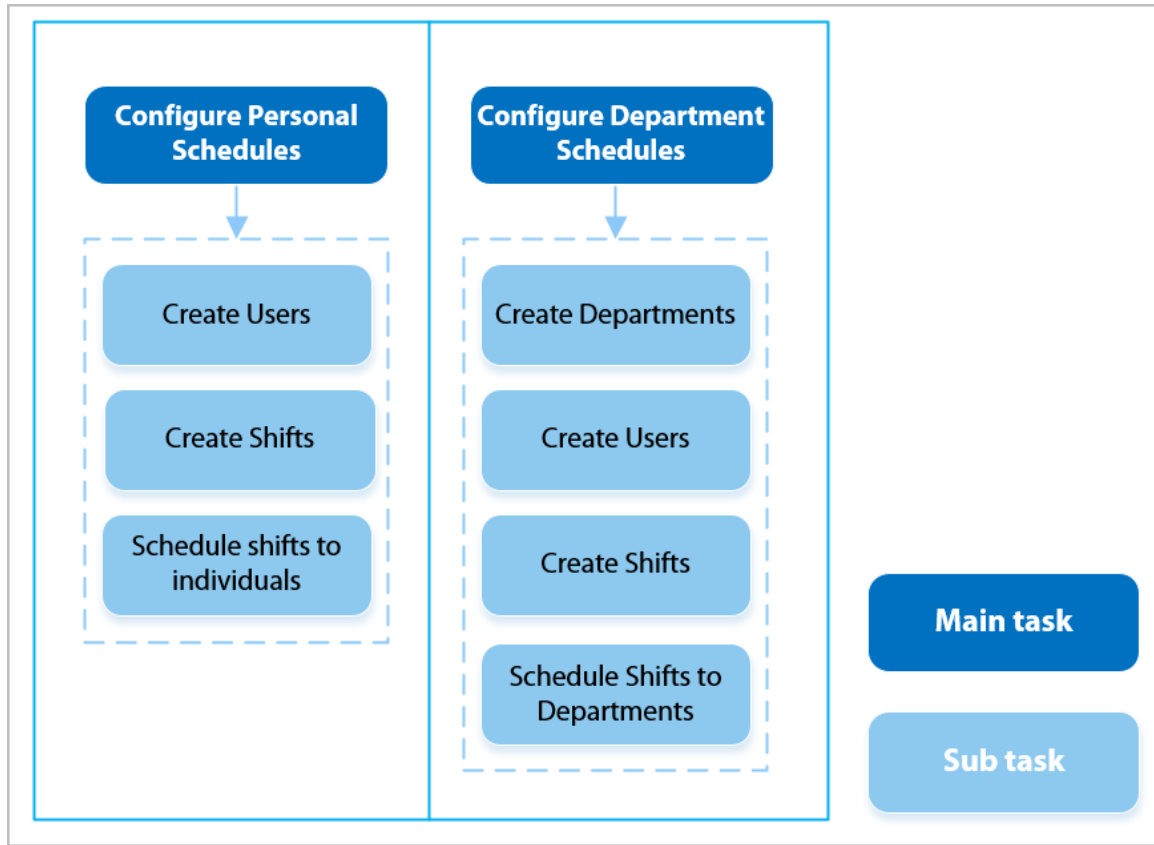 Configure Personal
Schedules
Create Users
Create Shifts
Schedule shifts to
individuals
Configure Department
Schedules
Create Departments
Create Users
Create Shifts
Schedule Shifts to
Departments
Main task
Sub task